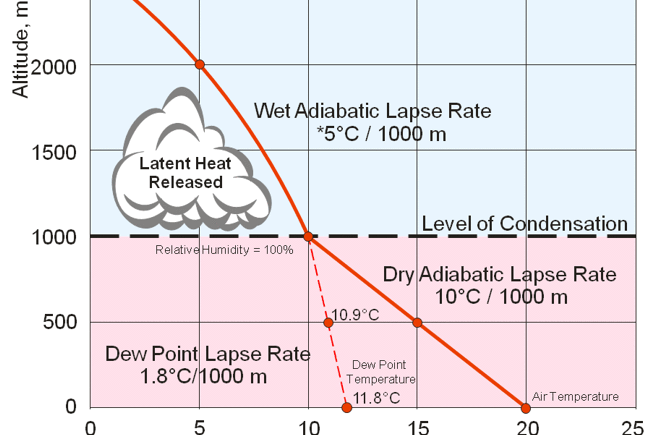 Altitude, m
2000
Wet Adiabatic Lapse Rate
*5°C / 1000 m
1500
Latent Heat
Released
Level of Condensation
1000
Relative Humidity = 100%
Dry Adiabatic Lapse Rate
10°C / 1000 m
500
10.9°C
Dew Point Lapse Rate
1.8°C/1000 m
Dew Point
Temperature
11.8°C
Air Temperature
0
0 5 10 15 20 25